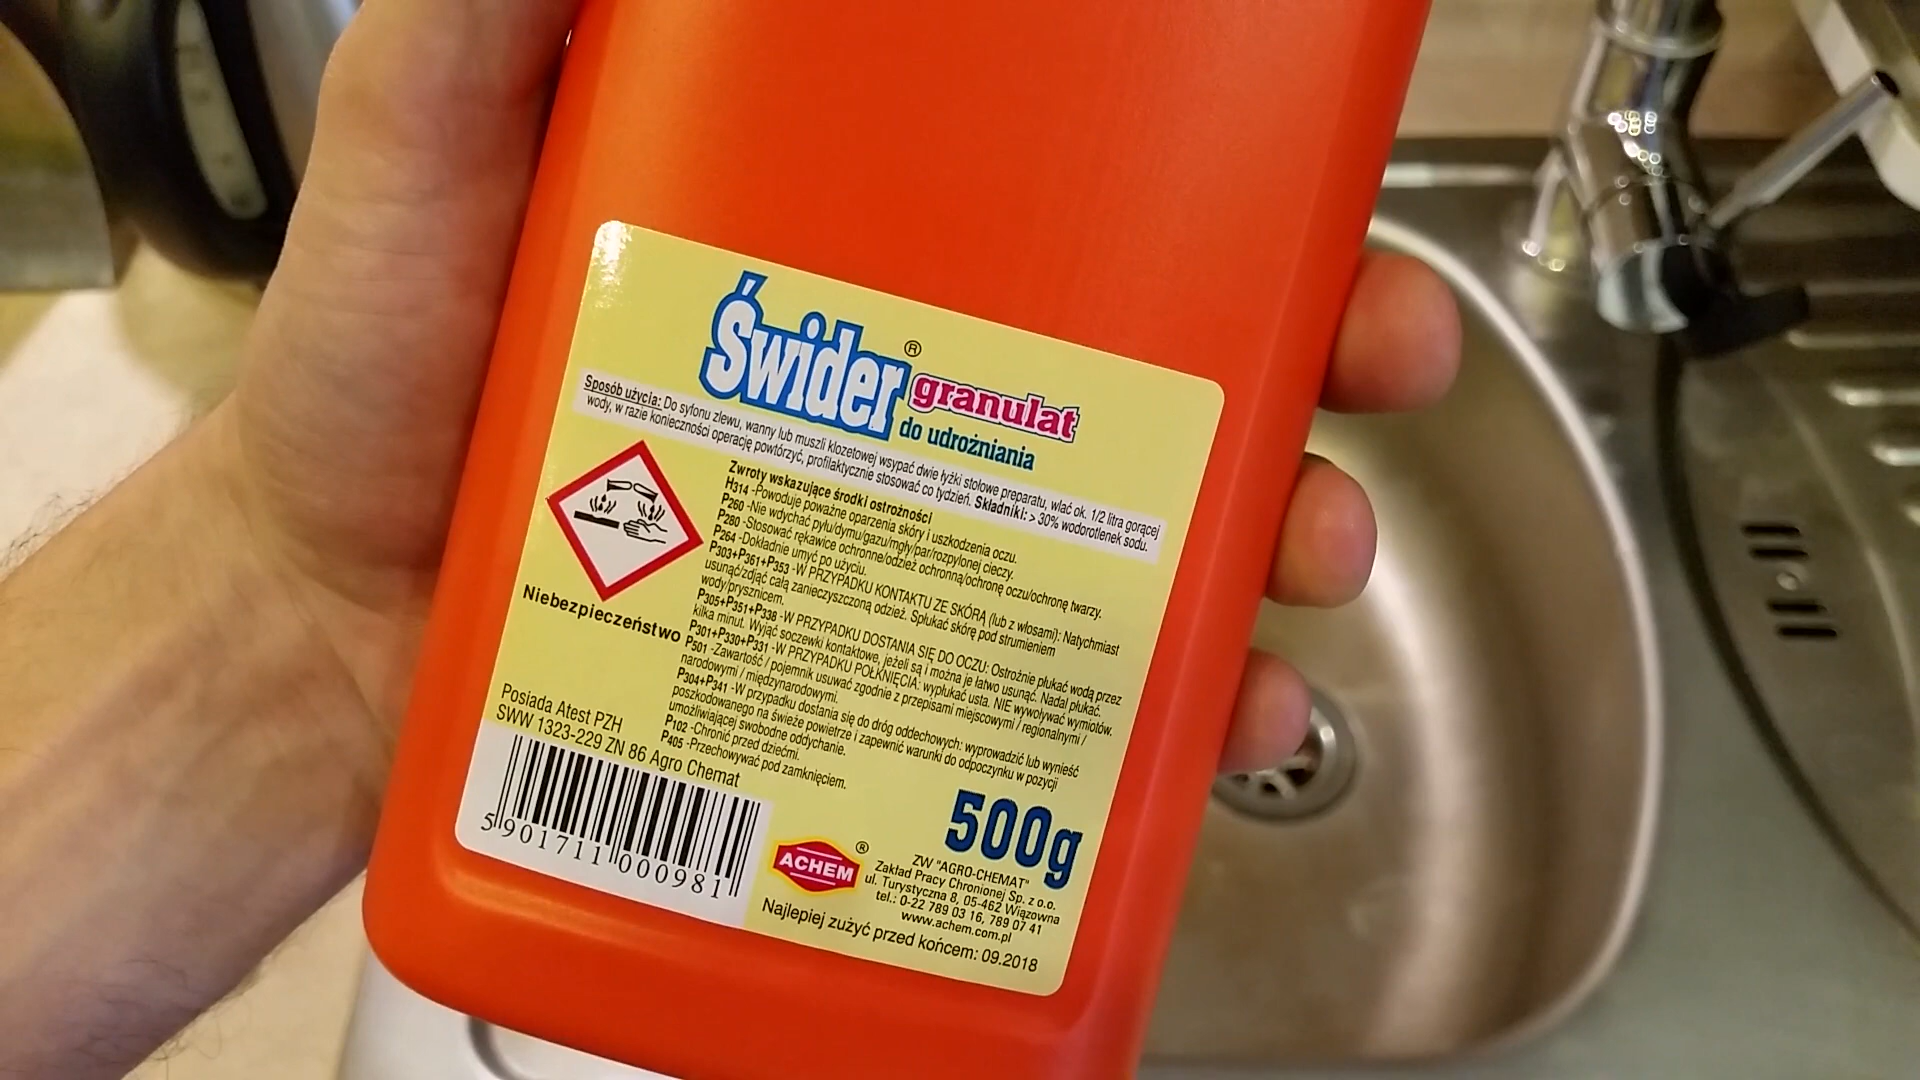 Świder®
granulat
do udrożniania
Sposób użycia: Do syfonu zlewu, wanny lub muszli klozetowej wsypać dwie łyżki stołowe preparatu, wlać ok. 1/2 litra gorącej
wody, w razie konieczności operację powtórzyć, profilaktycznie stosować co tydzień. Składniki: > 30% wodorotlenek sodu.
Zwroty wskazujące środki ostrożności
H314 -Powoduje poważne oparzenia skóry i uszkodzenia oczu.
P260 -Nie wdychać pyłu/dymu/gazu/mgły/par/rozpylonej cieczy.
P280 -Stosować rękawice ochronne/odzież ochronną/ochronę oczu/ochronę twarzy.
P264 -Dokładnie umyć po użyciu.
P303+P361+P353 -W PRZYPADKU KONTAKTU ZE SKÓRĄ (lub z włosami): Natychmiast
usunąć/zdjąć całą zanieczyszczoną odzież. Spłukać skórę pod strumieniem
wody/prysznicem.
P305+P351+P338 -W PRZYPADKU DOSTANIA SIĘ DO OCZU: Ostrożnie płukać wodą przez
kilka minut. Wyjąć soczewki kontaktowe, jeżeli są i można je łatwo usunąć. Nadal płukać.
P301+P330+P331 -W PRZYPADKU POŁKNIĘCIA: wypłukać usta. NIE wywoływać wymiotów.
P501 -Zawartość / pojemnik usuwać zgodnie z przepisami miejscowymi / regionalnymi /
narodowymi / międzynarodowymi.
P304+P341 -W przypadku dostania się do dróg oddechowych: wyprowadzić lub wynieść
poszkodowanego na świeże powietrze i zapewnić warunki do odpoczynku w pozycji
umożliwiającej swobodne oddychanie.
P102 -Chronić przed dziećmi.
P405 -Przechowywać pod zamknięciem.
Niebezpieczeństwo
Posiada Atest PZH
SWW 1323-229 ZN 86 Agro Chemat
5901711000981
500g
ACHEM®
ZW "AGRO-CHEMAT"
Zakład Pracy Chronionej Sp. z o.o.
ul. Turystyczna 8, 05-462 Wiązowna
tel.: 0-22 789 03 16, 789 07 41
www.achem.com.pl
Najlepiej zużyć przed końcem: 09.2018